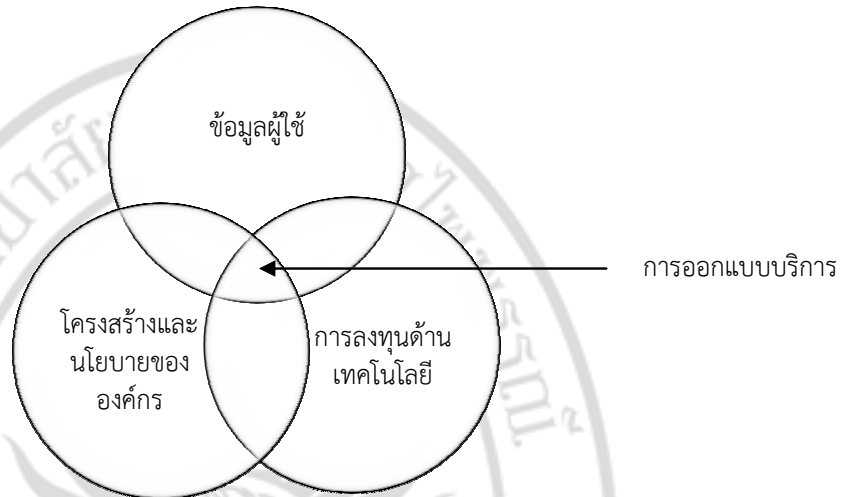 ข้อมูลผู้ใช้
การออกแบบบริการ
โครงสร้างและ
นโยบายของ
องค์กร
การลงทุนด้าน
เทคโนโลยี